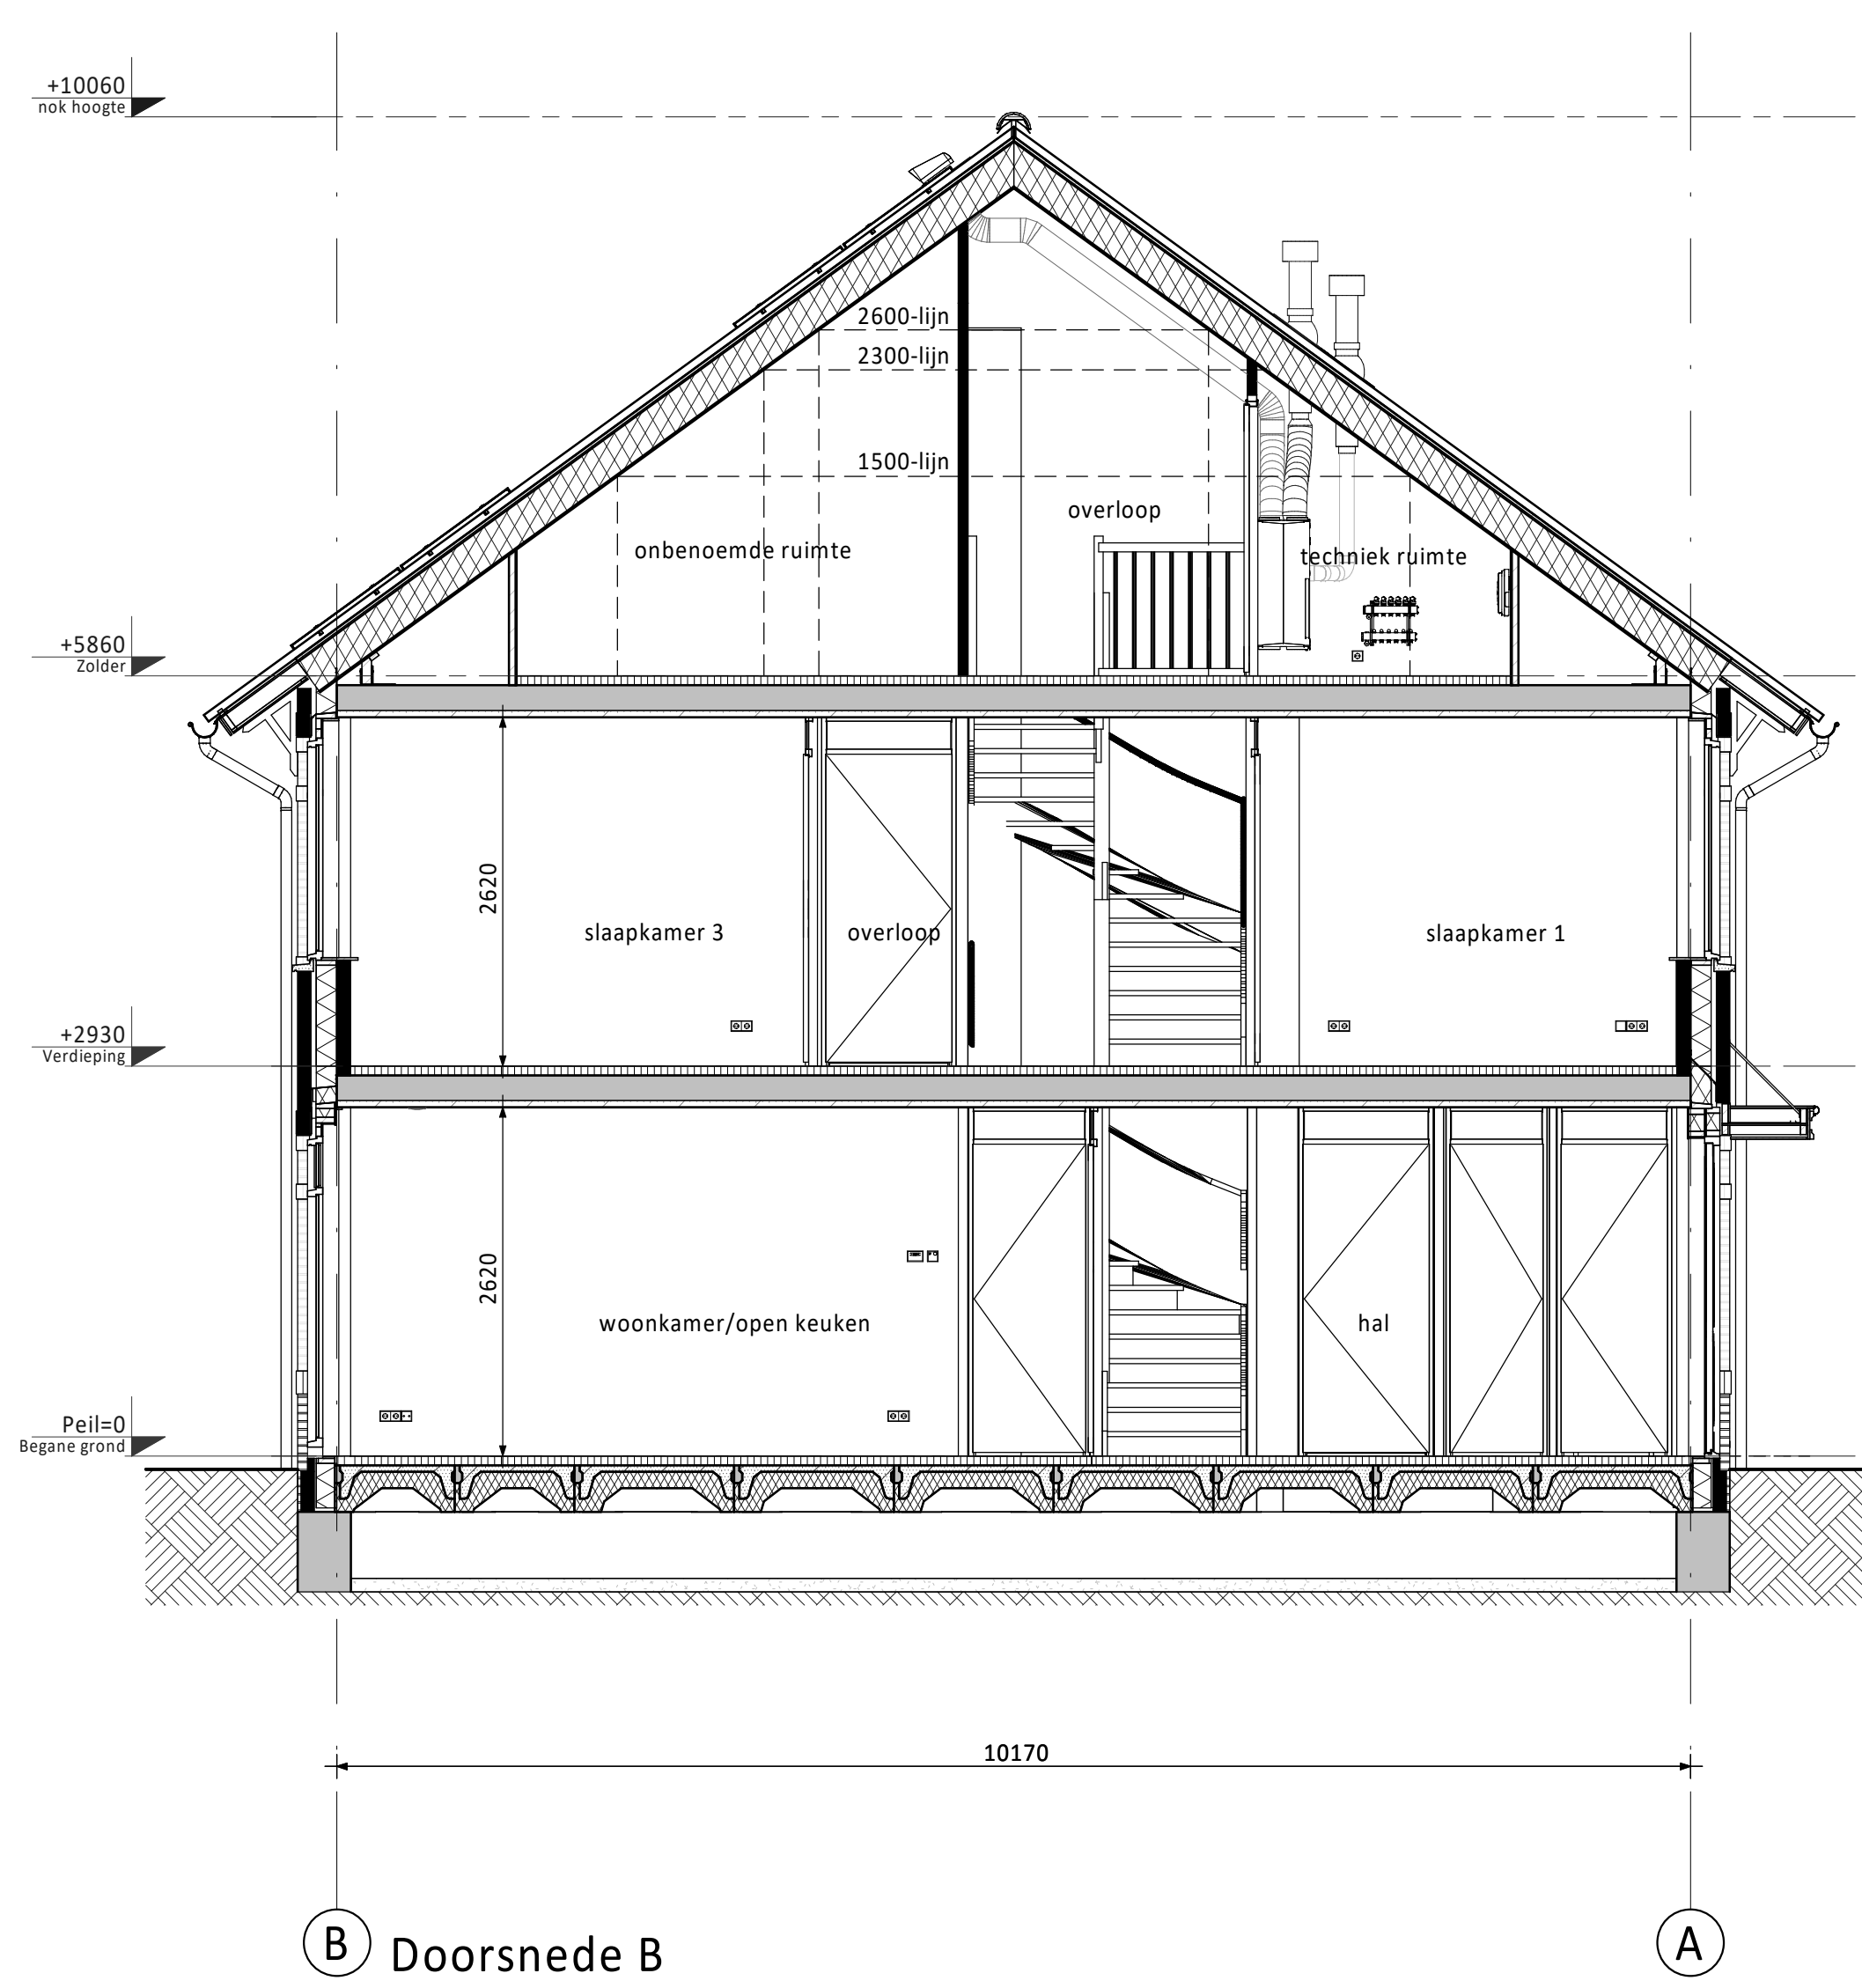 +10060
nok hoogte
2600-lijn
2300-lijn
1500-lijn
overloop
onbenoemde ruimte
techniek ruimte
+5860
Zolder
2620
slaapkamer 3
overloop
slaapkamer 1
+2930
Verdieping
2620
woonkamer/open keuken
hal
Peil=0
Begane grond
10170
B
Doorsnede B
A